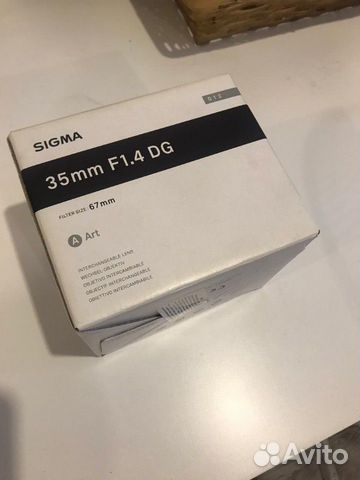 012
SIGMA
35mm F1.4 DG
FILTER SIZE: 67mm
A Art
INTERCHANGEABLE LENS
WECHSEL-OBJEKTIV
OBJETIVO INTERCAMBIABLE
OBJECTIF INTERCHANGEABLE
OBIETTIVO INTERCAMBIABILE
Avito